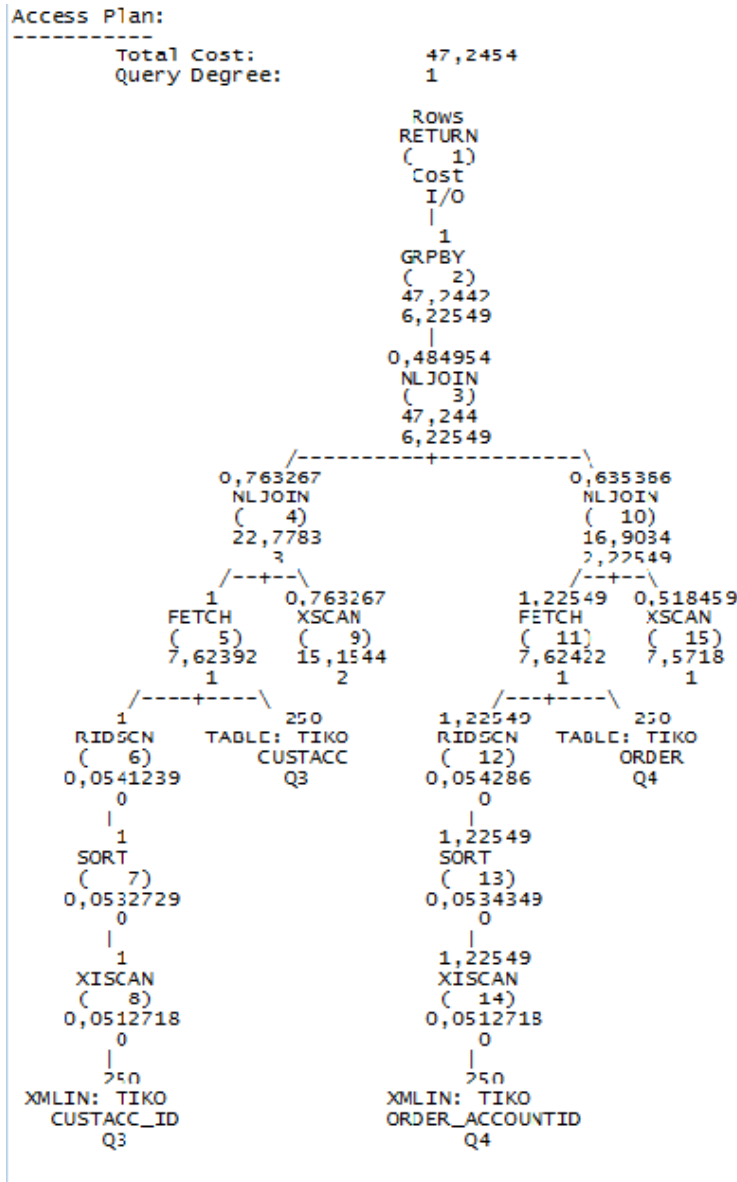 Access Plan:
-----------
Total Cost: 47,2454
Query Degree: 1
Rows
RETURN
( 1)
Cost
I/O
|
1
GRPBY
( 2)
47,2442
6,22549
|
0,484954
NLJOIN
( 3)
47,244
6,22549
/----------+-----------\
0,763267 0,635386
NLJOIN NLJOIN
( 4) ( 10)
22,7783 16,9034
3 2,22549
/--+--\ /--+--\
1 0,763267 1,22549 0,518459
FETCH XSCAN FETCH XSCAN
( 5) ( 9) ( 11) ( 15)
7,62392 15,1544 7,62422 7,5718
1 2 1 1
/----+----\ /---+----\
1 250 1,22549 250
RIDSCN TABLE: TIKO RIDSCN TABLE: TIKO
( 6) CUSTACC ( 12) ORDER
0,0541239 Q3 0,054286 Q4
0 0
| |
1 1,22549
SORT SORT
( 7) ( 13)
0,0532729 0,0534349
0 0
| |
1 1,22549
XISCAN XISCAN
( 8) ( 14)
0,0512718 0,0512718
0 0
| |
250 250
XMLIN: TIKO XMLIN: TIKO
CUSTACC_ID ORDER_ACCOUNTID
Q3 Q4